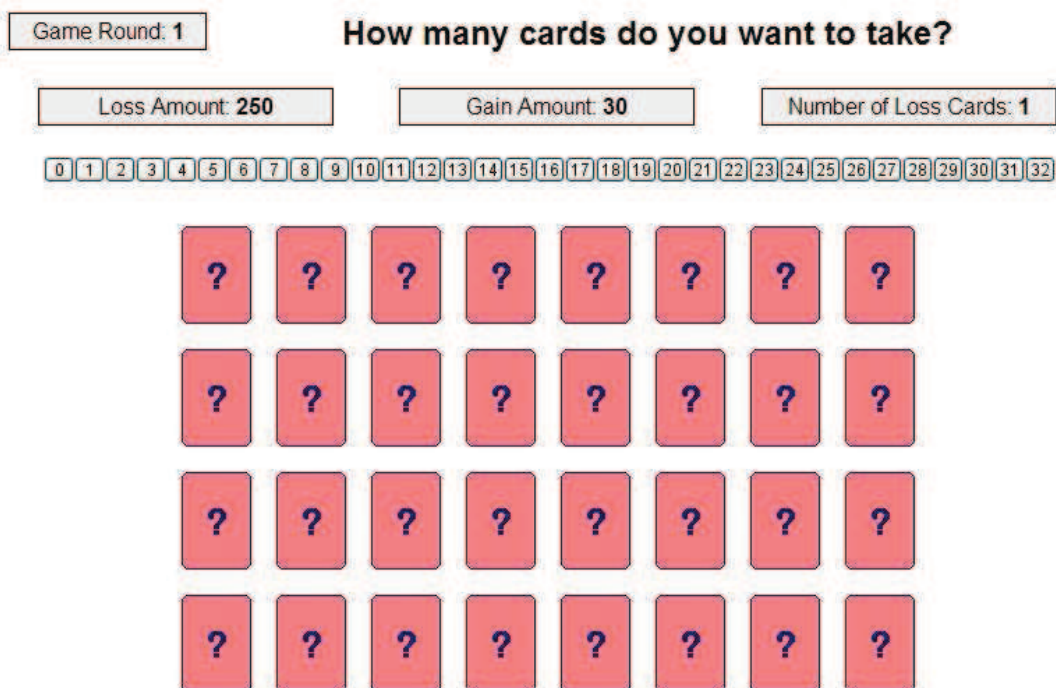 Game Round: 1
How many cards do you want to take?
Loss Amount: 250
Gain Amount: 30
Number of Loss Cards: 1
0 1 2 3 4 5 6 7 8 9 10 11 12 13 14 15 16 17 18 19 20 21 22 23 24 25 26 27 28 29 30 31 32
? ? ? ? ? ? ? ?
? ? ? ? ? ? ? ?
? ? ? ? ? ? ? ?
? ? ? ? ? ? ? ?